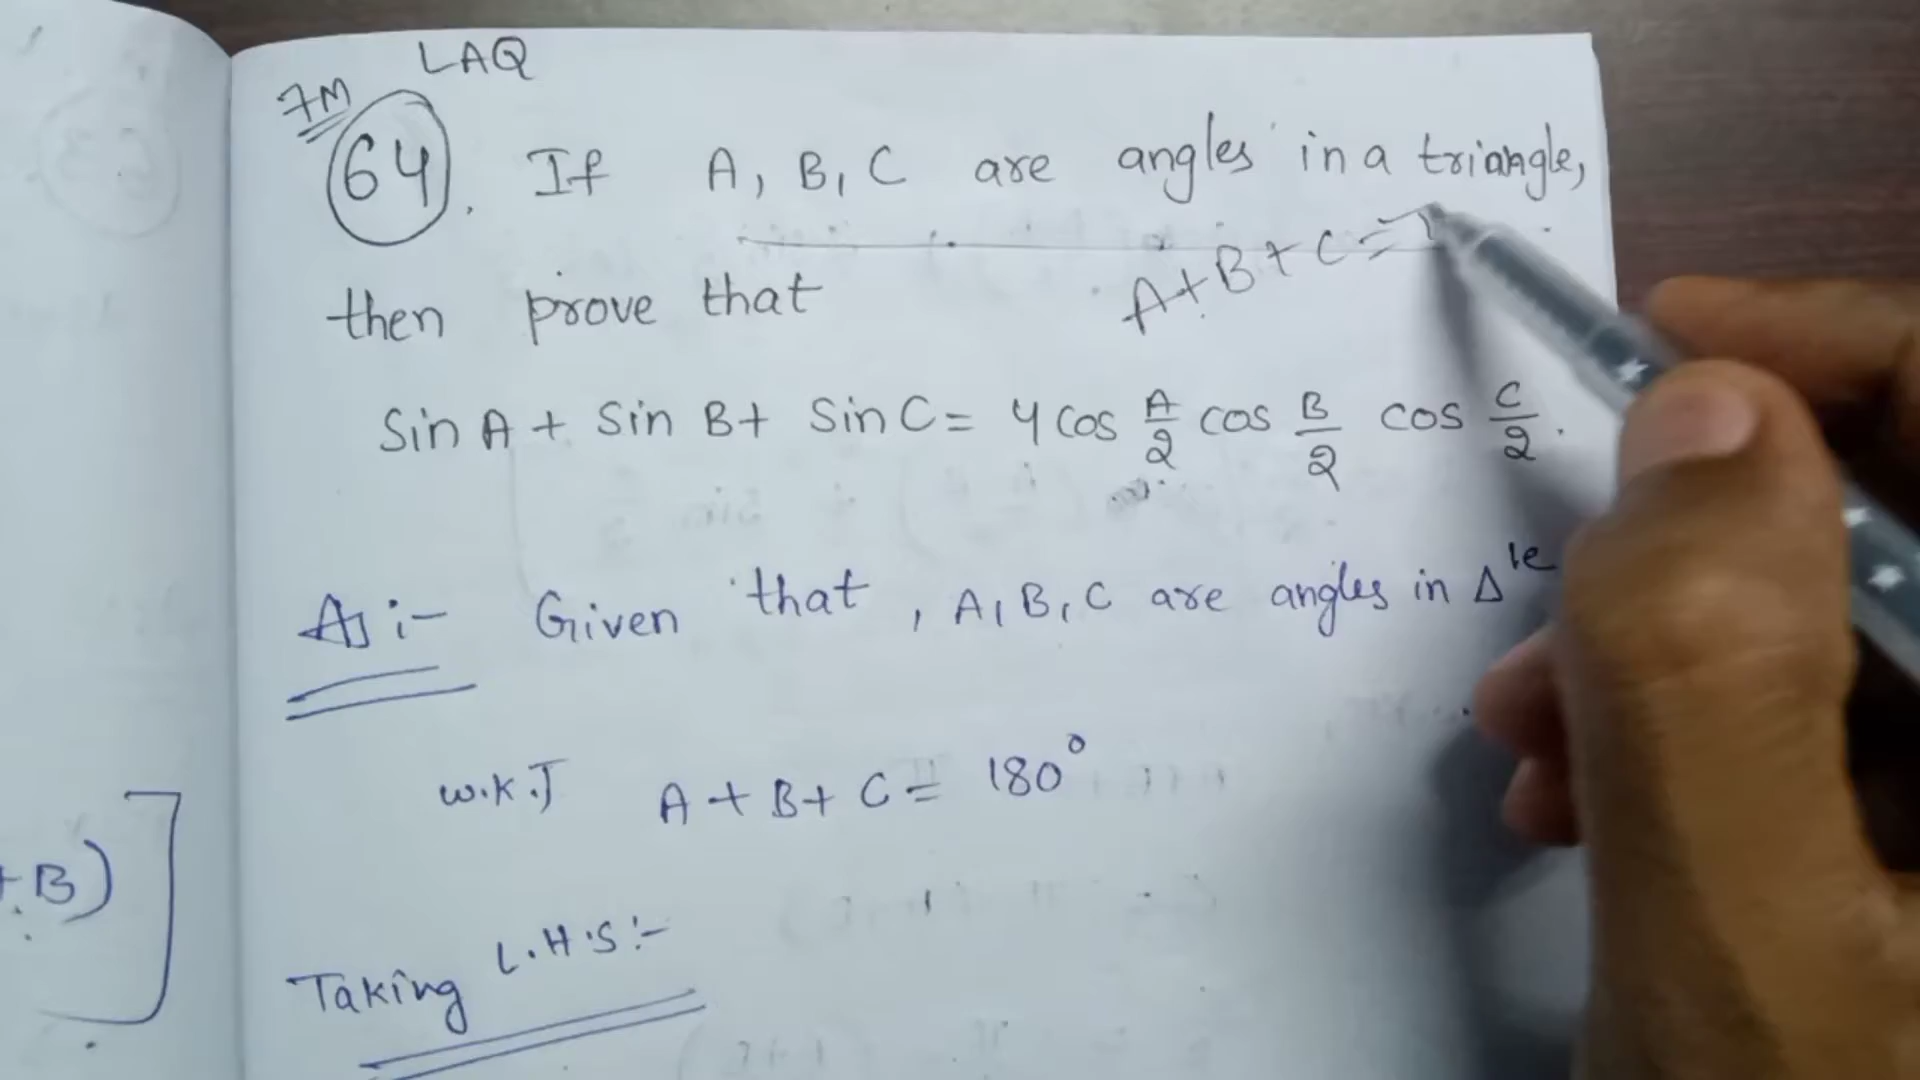 LAQ
7M
64. If A, B, C are angles in a triangle,
A+B+C=π
then prove that
Sin A + Sin B + Sin C = 4 cos A/2 cos B/2 cos C/2.
Given that, A, B, C are angles in Δle
w.k.T A + B + C = 180°
+B)]
Taking L.H.S:-